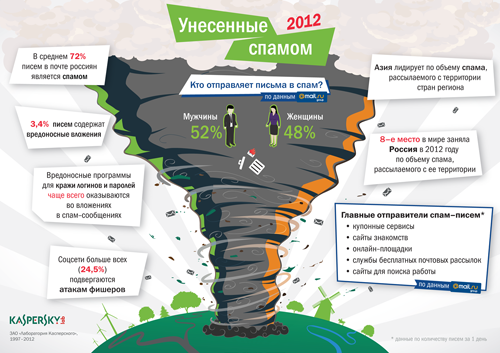 Унесенные
спамом
2012
В среднем 72%
писем в почте россиян
является спамом
3,4% писем содержат
вредоносные вложения
Вредоносные программы
для кражи логинов и паролей
чаще всего оказываются
во вложениях
в спам-сообщениях
Соцсети больше всех
(24,5%)
подвергаются
атакам фишеров
Кто отправляет письма в спам?
по данным @mail.ru group
Мужчины
52%
Женщины
48%
Азия лидирует по объему спама,
рассылаемого с территории
стран региона
8–е место в мире заняла
Россия в 2012 году
по объему спама,
рассылаемого с ее территории
Главные отправители спам–писем*
• купонные сервисы
• сайты знакомств
• онлайн–площадки
• службы бесплатных почтовых рассылок
• сайты для поиска работы
по данным @mail.ru group
KASPERSKY lab
ЗАО «Лаборатория Касперского»,
1997–2012
* данные по количеству писем за 1 день